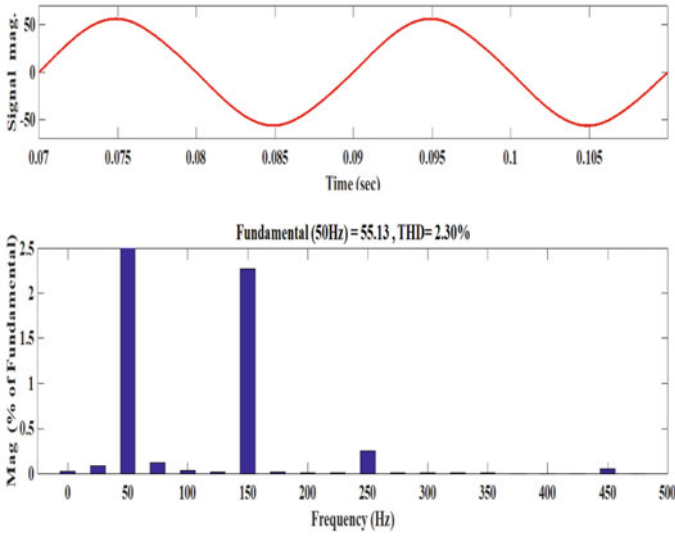 Signal mag.
50
0
-50
0.07 0.075 0.08 0.085 0.09 0.095 0.1 0.105
Time (sec)
Fundamental (50Hz) = 55.13 , THD= 2.30%
Mag (% of Fundamental)
2.5
2
1.5
1
0.5
0
0 50 100 150 200 250 300 350 400 450 500
Frequency (Hz)